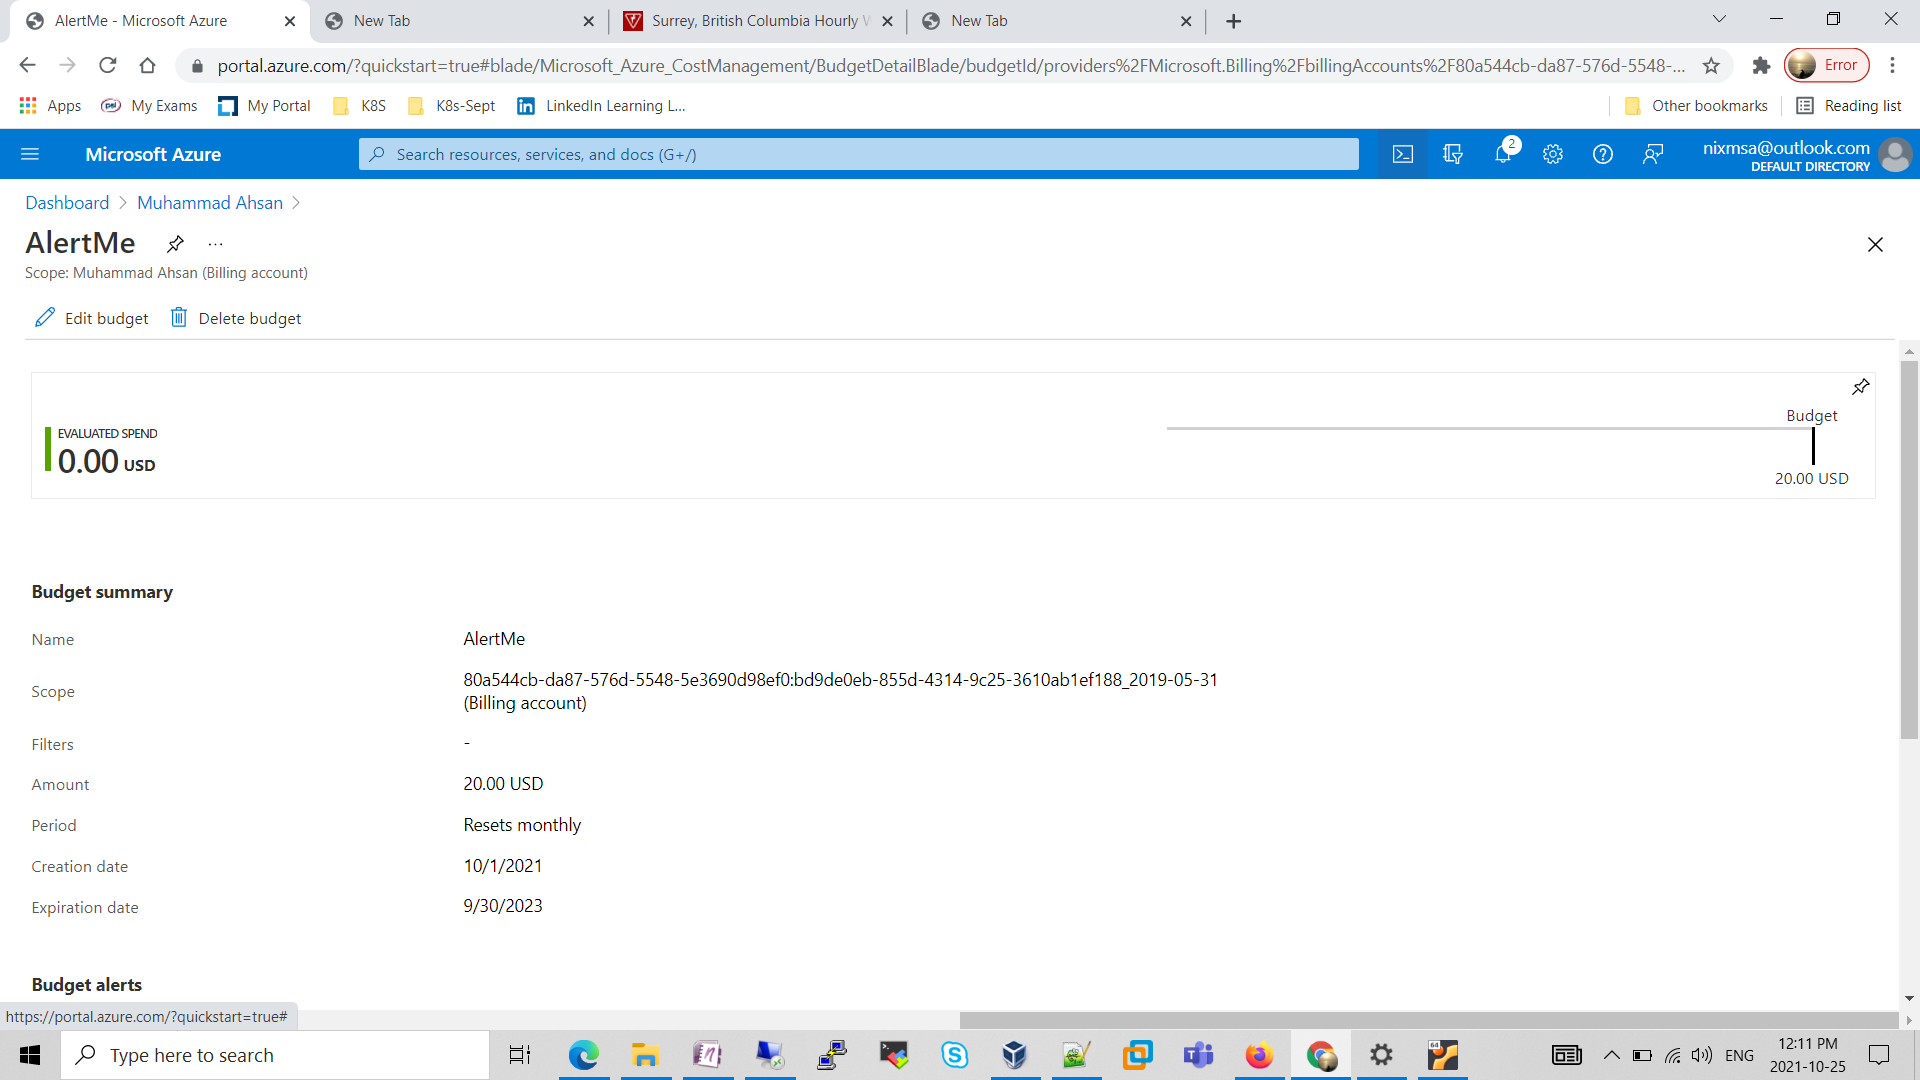 AlertMe - Microsoft Azure
New Tab
Surrey, British Columbia Hourly
New Tab
portal.azure.com/?quickstart=true#blade/Microsoft_Azure_CostManagement/BudgetDetailBlade/budgetId/providers%2FMicrosoft.Billing%2FbillingAccounts%2F80a544cb-da87-576d-5548-...
Error
Apps
psi
My Exams
My Portal
K8S
K8s-Sept
LinkedIn Learning L...
Other bookmarks
Reading list
Microsoft Azure
Search resources, services, and docs (G+/)
2
nixmsa@outlook.com
DEFAULT DIRECTORY
Dashboard > Muhammad Ahsan >
AlertMe
Scope: Muhammad Ahsan (Billing account)
Edit budget
Delete budget
Budget
EVALUATED SPEND
0.00 USD
20.00 USD
Budget summary
Name
AlertMe
Scope
80a544cb-da87-576d-5548-5e3690d98ef0:bd9de0eb-855d-4314-9c25-3610ab1ef188_2019-05-31
(Billing account)
Filters
-
Amount
20.00 USD
Period
Resets monthly
Creation date
10/1/2021
Expiration date
9/30/2023
Budget alerts
https://portal.azure.com/?quickstart=true#
Type here to search
64
ENG
12:11 PM
2021-10-25